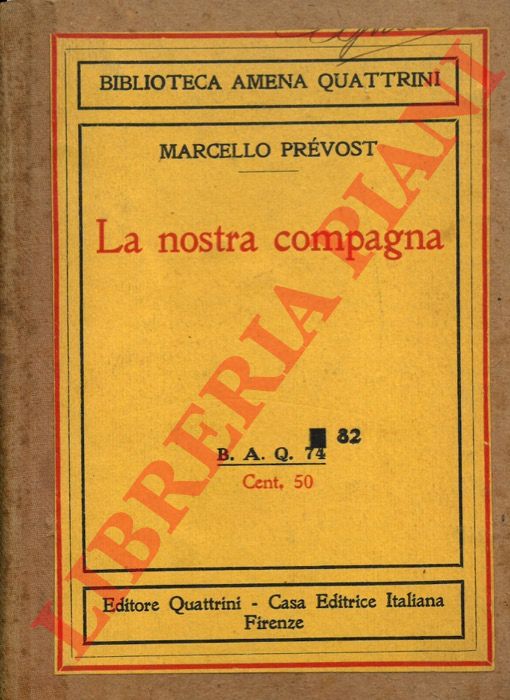 BIBLIOTECA AMENA QUATTRINI
MARCELLO PRÉVOST
La nostra compagna
82
B. A. Q. 74
Cent. 50
Editore Quattrini - Casa Editrice Italiana
Firenze
LIBRERIA PIANI